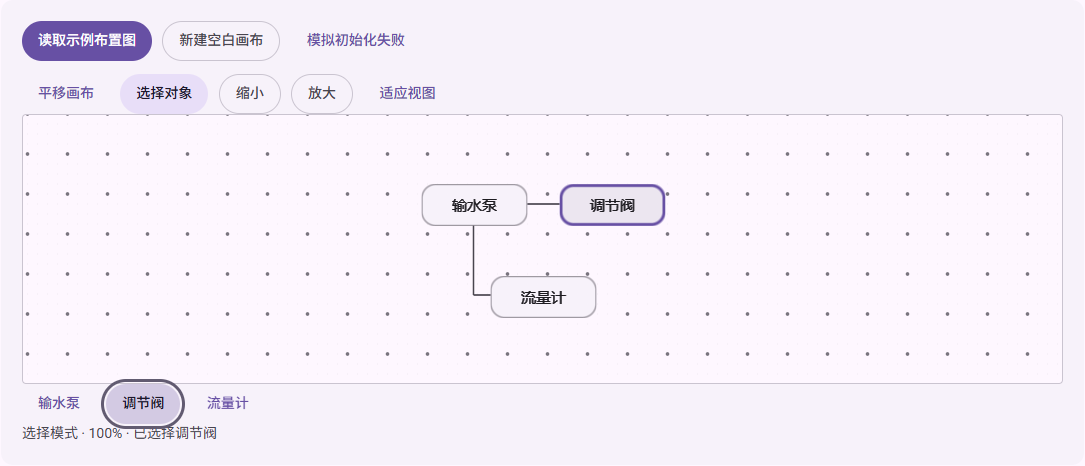 读取示例布置图 新建空白画布 模拟初始化失败
平移画布 选择对象 缩小 放大 适应视图
输水泵 调节阀
流量计
输水泵 调节阀 流量计
选择模式 · 100% · 已选择调节阀